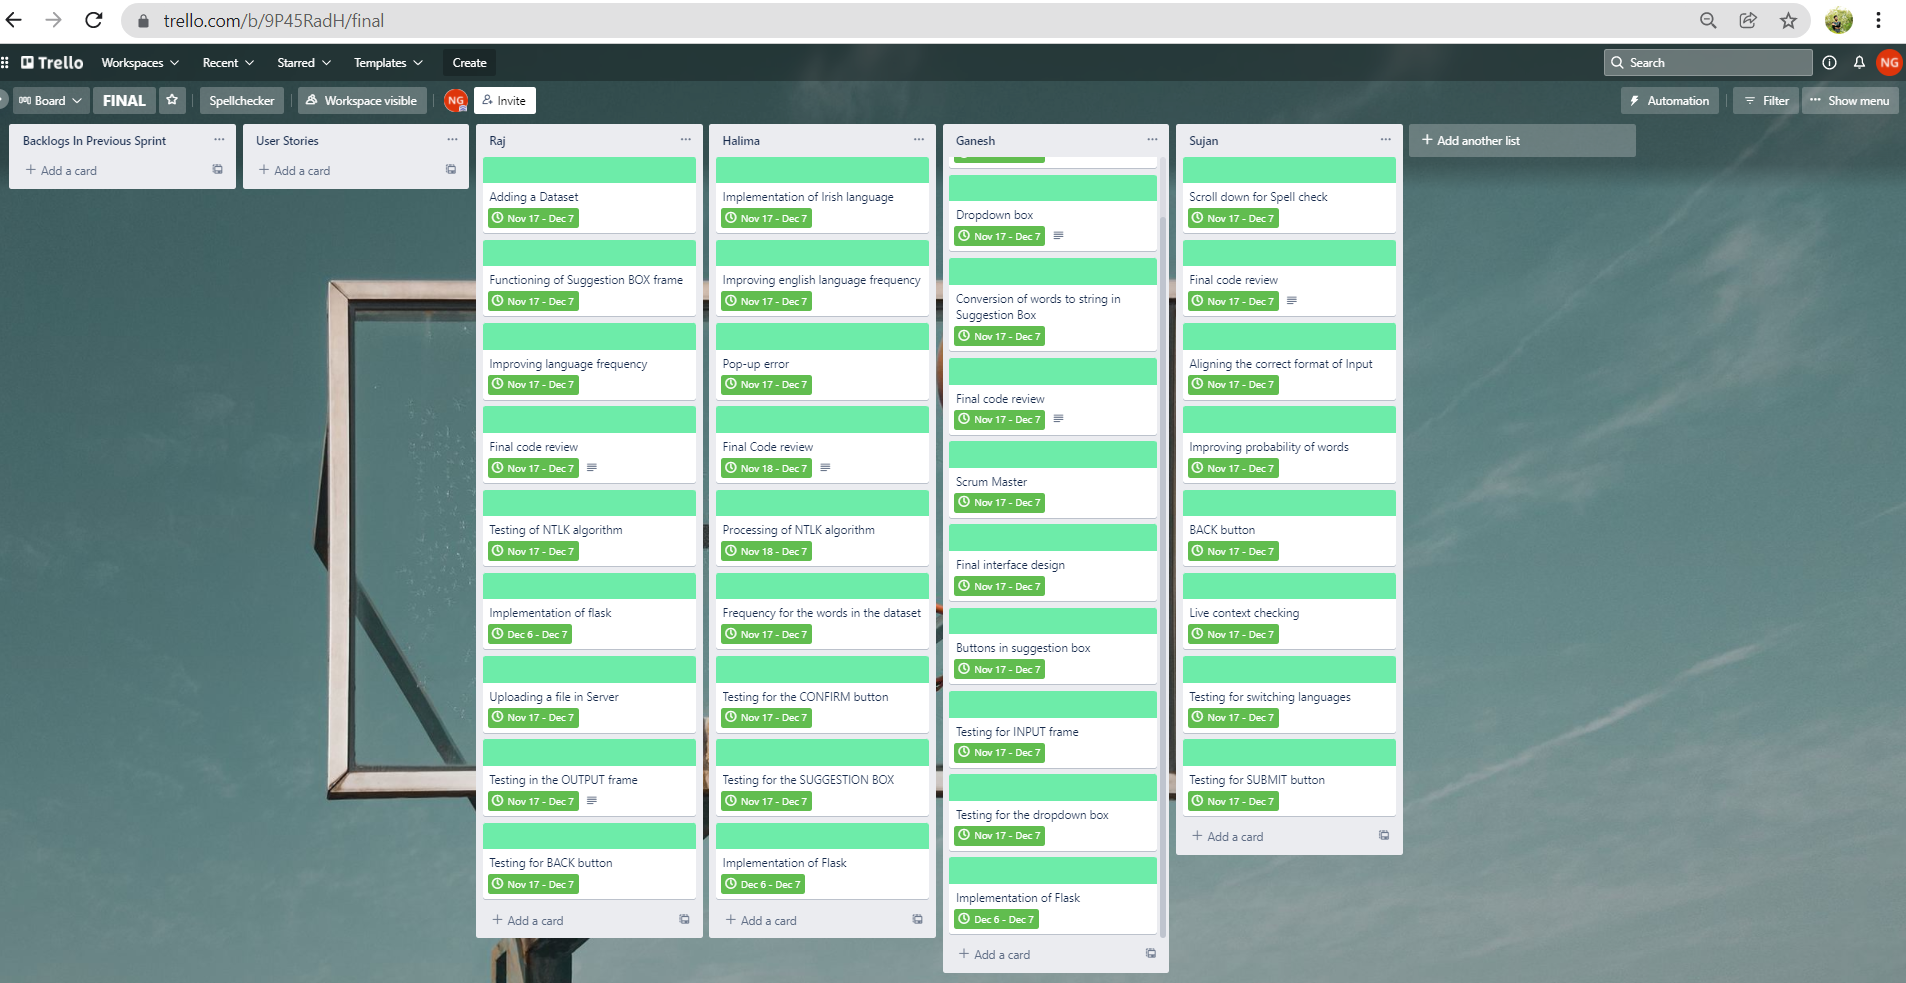 trello.com/b/9P45RadH/final
Trello Workspaces Recent Starred Templates Create Search NG
Board FINAL Spellchecker Workspace visible NG Invite Automation Filter Show menu
Backlogs In Previous Sprint
Add a card
User Stories
Add a card
Raj
Adding a Dataset
Nov 17 - Dec 7
Functioning of Suggestion BOX frame
Nov 17 - Dec 7
Improving language frequency
Nov 17 - Dec 7
Final code review
Nov 17 - Dec 7
Testing of NTLK algorithm
Nov 17 - Dec 7
Implementation of flask
Dec 6 - Dec 7
Uploading a file in Server
Nov 17 - Dec 7
Testing in the OUTPUT frame
Nov 17 - Dec 7
Testing for BACK button
Nov 17 - Dec 7
Add a card
Halima
Implementation of Irish language
Nov 17 - Dec 7
Improving english language frequency
Nov 17 - Dec 7
Pop-up error
Nov 17 - Dec 7
Final Code review
Nov 18 - Dec 7
Processing of NTLK algorithm
Nov 18 - Dec 7
Frequency for the words in the dataset
Nov 17 - Dec 7
Testing for the CONFIRM button
Nov 17 - Dec 7
Testing for the SUGGESTION BOX
Nov 17 - Dec 7
Implementation of Flask
Dec 6 - Dec 7
Add a card
Ganesh
Dropdown box
Nov 17 - Dec 7
Conversion of words to string in
Suggestion Box
Nov 17 - Dec 7
Final code review
Nov 17 - Dec 7
Scrum Master
Nov 17 - Dec 7
Final interface design
Nov 17 - Dec 7
Buttons in suggestion box
Nov 17 - Dec 7
Testing for INPUT frame
Nov 17 - Dec 7
Testing for the dropdown box
Nov 17 - Dec 7
Implementation of Flask
Dec 6 - Dec 7
Add a card
Sujan
Scroll down for Spell check
Nov 17 - Dec 7
Final code review
Nov 17 - Dec 7
Aligning the correct format of Input
Nov 17 - Dec 7
Improving probability of words
Nov 17 - Dec 7
BACK button
Nov 17 - Dec 7
Live context checking
Nov 17 - Dec 7
Testing for switching languages
Nov 17 - Dec 7
Testing for SUBMIT button
Nov 17 - Dec 7
Add a card
Add another list